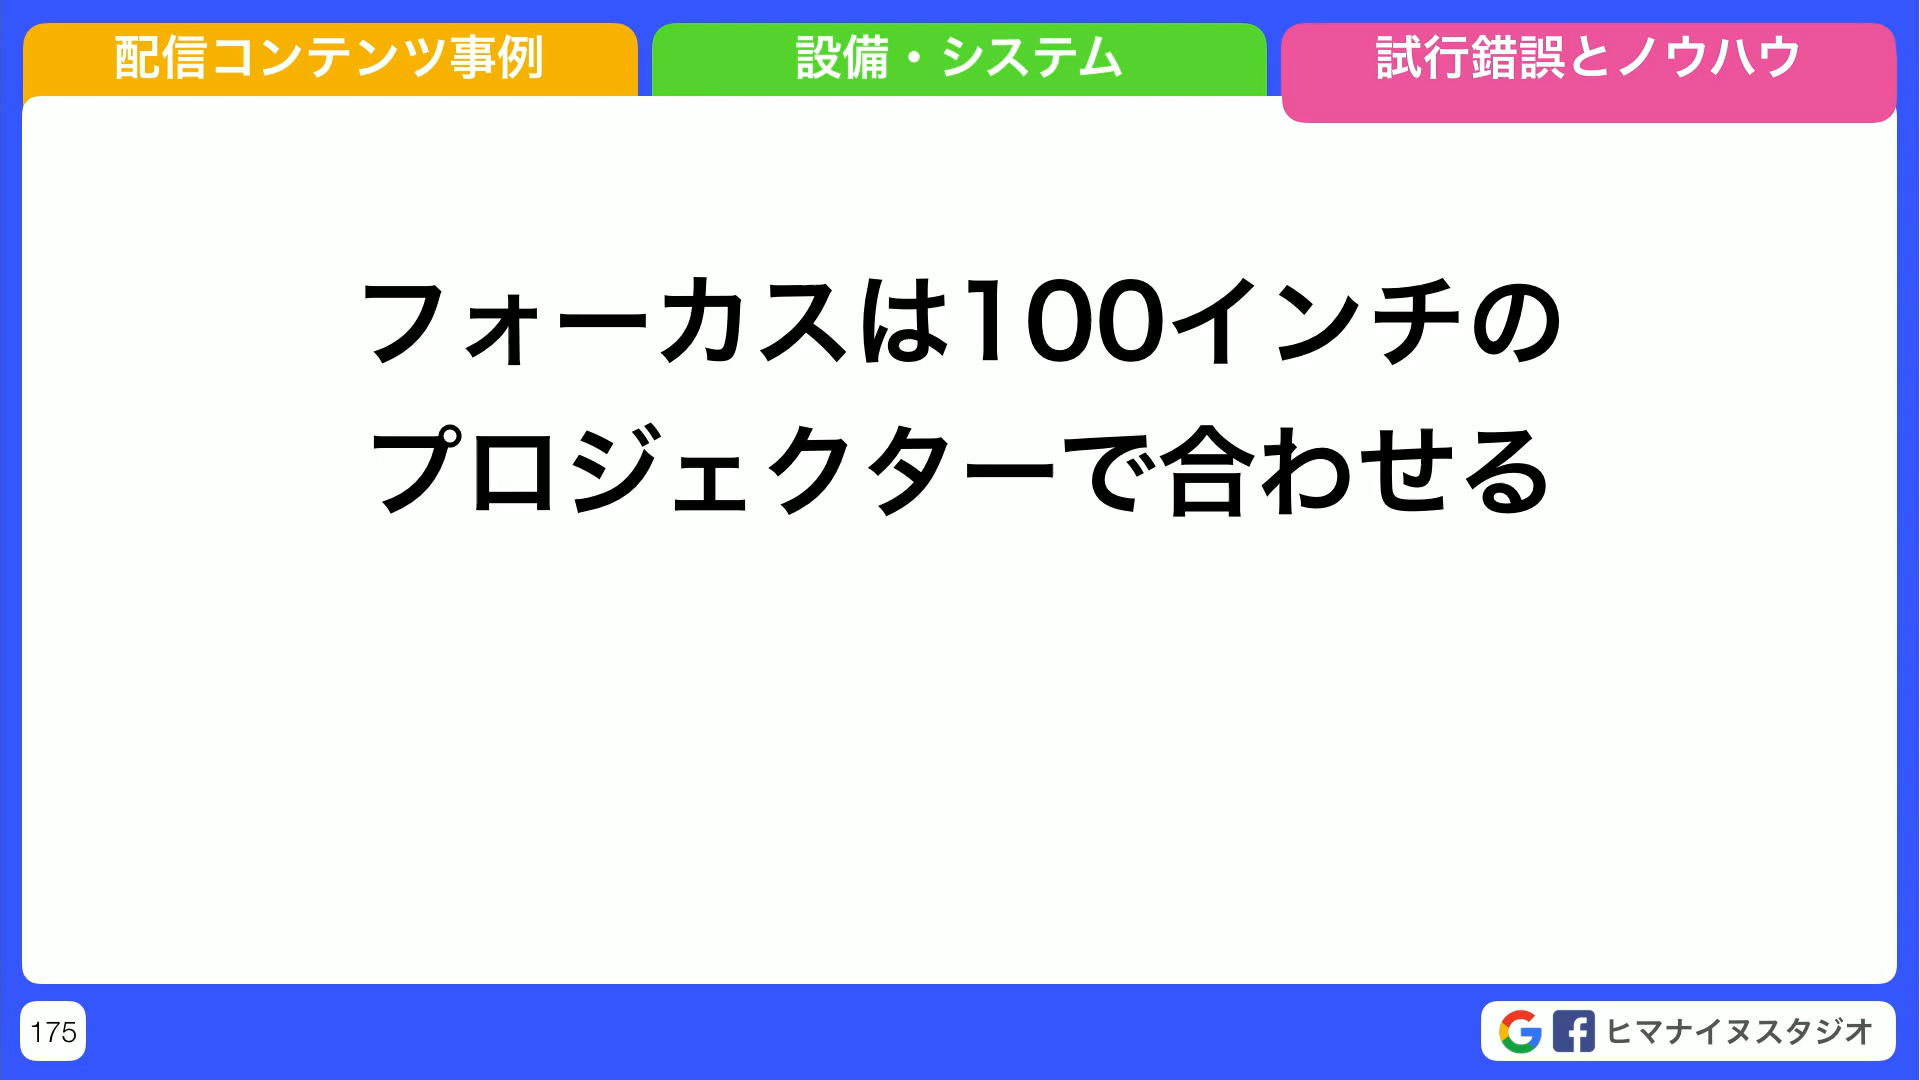 配信コンテンツ事例
設備・システム
試行錯誤とノウハウ
フォーカスは100インチの
プロジェクターで合わせる
175
ヒマナイヌスタジオ